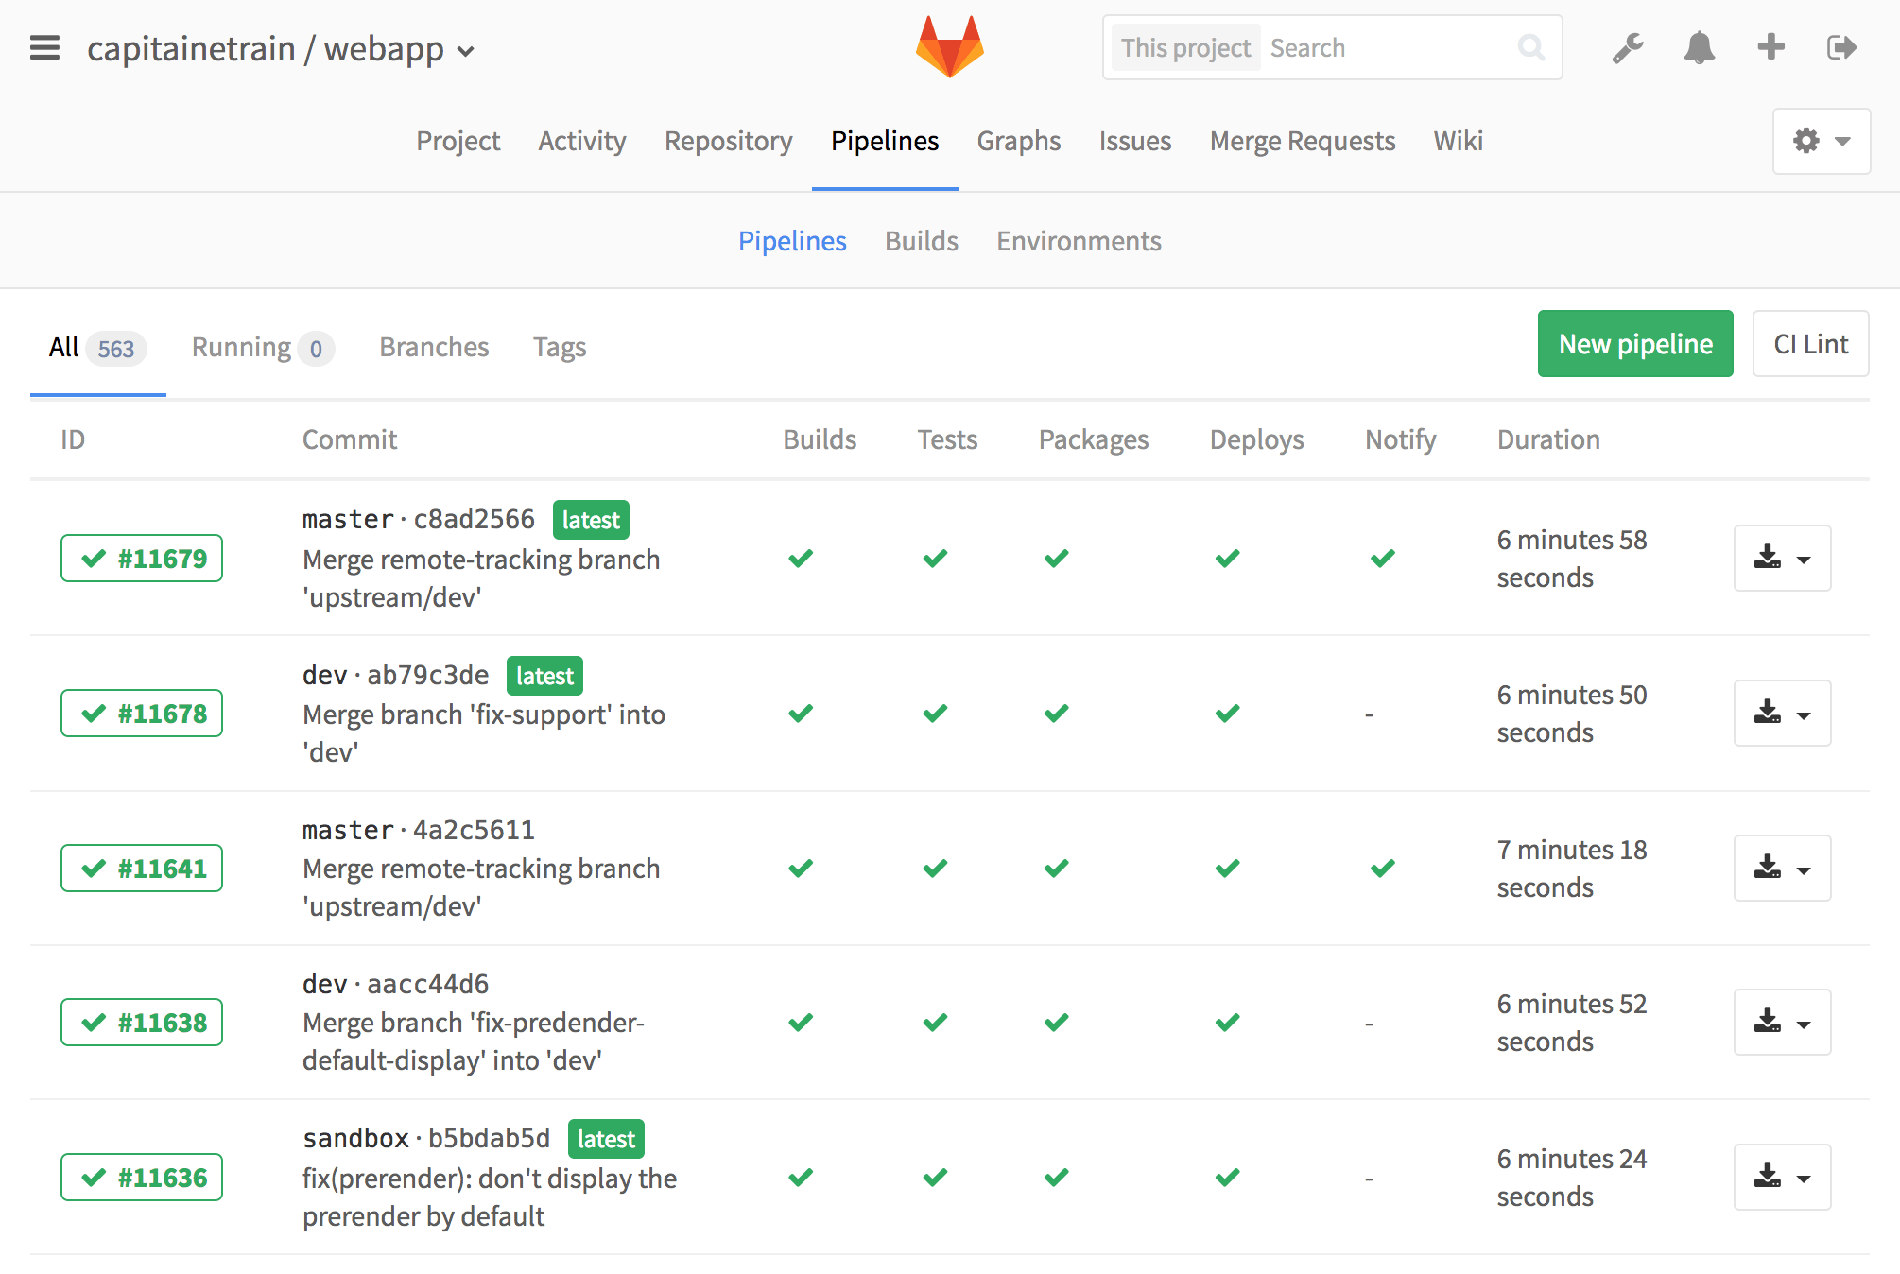 capitainetrain / webapp
This project Search
Project Activity Repository Pipelines Graphs Issues Merge Requests Wiki
Pipelines Builds Environments
All 563 Running 0 Branches Tags New pipeline CI Lint
ID Commit Builds Tests Packages Deploys Notify Duration
master · c8ad2566 latest
#11679 Merge remote-tracking branch 6 minutes 58
'upstream/dev' seconds
dev · ab79c3de latest
#11678 Merge branch 'fix-support' into - 6 minutes 50
'dev' seconds
master · 4a2c5611
#11641 Merge remote-tracking branch 7 minutes 18
'upstream/dev' seconds
dev · aacc44d6
#11638 Merge branch 'fix-predender- - 6 minutes 52
default-display' into 'dev' seconds
sandbox · b5bdab5d latest
#11636 fix(prerender): don't display the - 6 minutes 24
prerender by default seconds